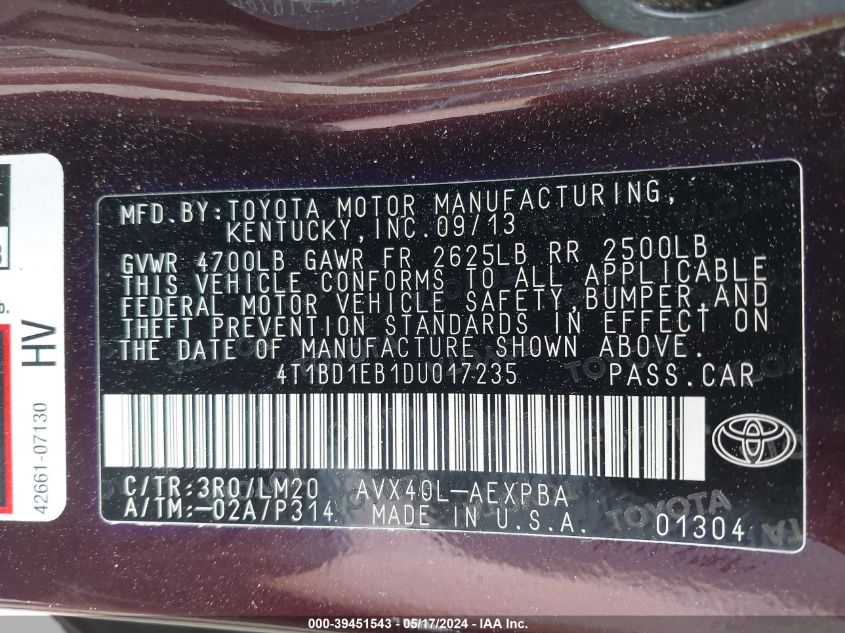 MFD.BY:TOYOTA MOTOR MANUFACTURING,
KENTUCKY,INC.09/13
GVWR 4700LB GAWR FR 2625LB RR 2500LB
THIS VEHICLE CONFORMS TO ALL APPLICABLE
FEDERAL MOTOR VEHICLE SAFETY,BUMPER,AND
THEFT PREVENTION STANDARDS IN EFFECT ON
THE DATE OF MANUFACTURE SHOWN ABOVE.
4T1BD1EB1DU017235 PASS.CAR
C/TR:3R0/LM20 AVX40L-AEXPBA
A/TM:-02A/P314 MADE IN U.S.A. 01304
TOYOTA
HV
42661-07130
000-39451543 - 05/17/2024 - IAA Inc.